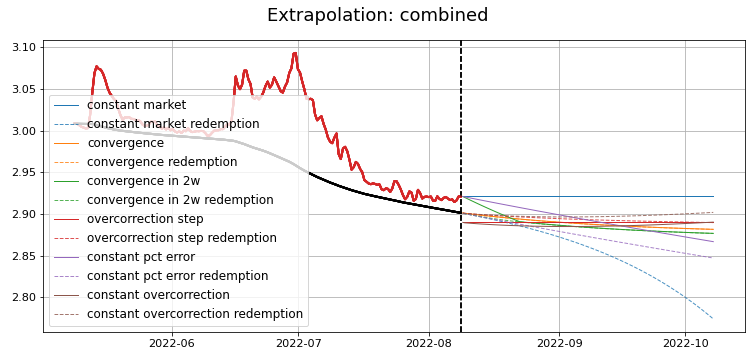 Extrapolation: combined
3.10
3.05
3.00
2.95
2.90
2.85
2.80
constant market
constant market redemption
convergence
convergence redemption
convergence in 2w
convergence in 2w redemption
overcorrection step
overcorrection step redemption
constant pct error
constant pct error redemption
constant overcorrection
constant overcorrection redemption
2022-06 2022-07 2022-08 2022-09 2022-10